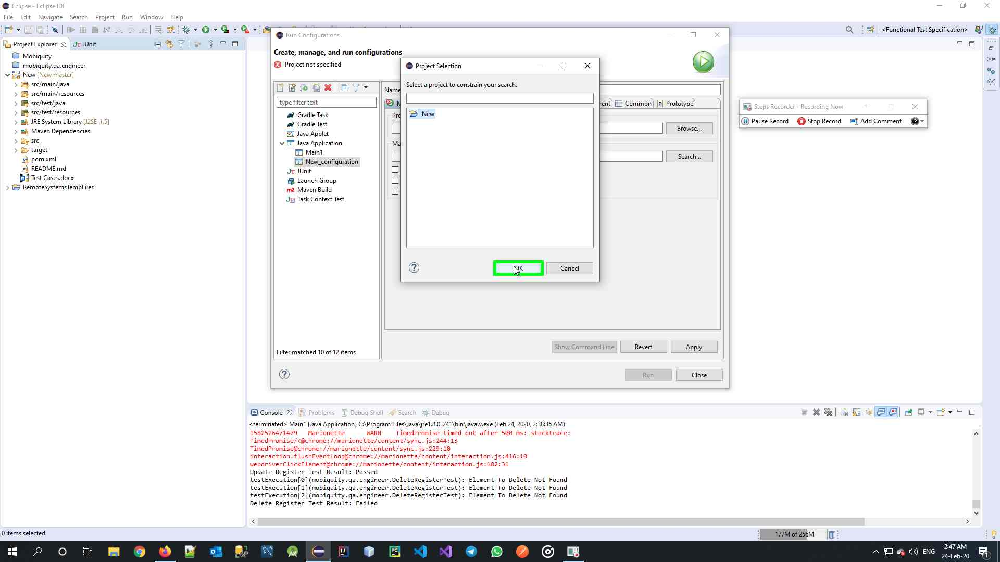 Eclipse - Eclipse IDE
File Edit Navigate Search Project Run Window Help
<Functional Test Specification>
Project Explorer
JUnit
Mobiquity
mobiquity.qa.engineer
New [New master]
src/main/java
src/main/resources
src/test/java
src/test/resources
JRE System Library [J2SE-1.5]
Maven Dependencies
src
target
pom.xml
README.md
Test Cases.docx
RemoteSystemsTempFiles
Run Configurations
Create, manage, and run configurations
Project not specified
type filter text
Gradle Task
Gradle Test
Java Applet
Java Application
Main1
New_configuration
JUnit
Launch Group
Maven Build
Task Context Test
Filter matched 10 of 12 items
Name
Common
Prototype
Browse...
Search...
Show Command Line
Revert
Apply
Run
Close
Project Selection
Select a project to constrain your search.
New
OK
Cancel
Steps Recorder - Recording Now
Pause Record
Stop Record
Add Comment
Console
Problems
Debug Shell
Search
Debug
<terminated> Main1 [Java Application] C:\Program Files\Java\jre1.8.0_241\bin\javaw.exe (Feb 24, 2020, 2:38:36 AM)
1582526471479 Marionette WARN TimedPromise timed out after 500 ms: stacktrace:
TimedPromise/<@chrome://marionette/content/sync.js:244:13
TimedPromise@chrome://marionette/content/sync.js:229:10
interaction.flushEventLoop@chrome://marionette/content/interaction.js:416:10
webdriverClickElement@chrome://marionette/content/interaction.js:182:31
Update Register Test Result: Passed
testExecution[0](mobiquity.qa.engineer.DeleteRegisterTest): Element To Delete Not Found
testExecution[1](mobiquity.qa.engineer.DeleteRegisterTest): Element To Delete Not Found
testExecution[2](mobiquity.qa.engineer.DeleteRegisterTest): Element To Delete Not Found
Delete Register Test Result: Failed
0 items selected
177M of 256M
ENG
2:47 AM
24-Feb-20
1